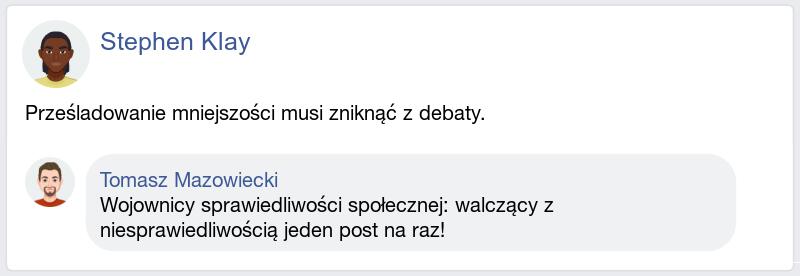 Stephen Klay
Prześladowanie mniejszości musi zniknąć z debaty.
Tomasz Mazowiecki
Wojownicy sprawiedliwości społecznej: walczący z
niesprawiedliwością jeden post na raz!